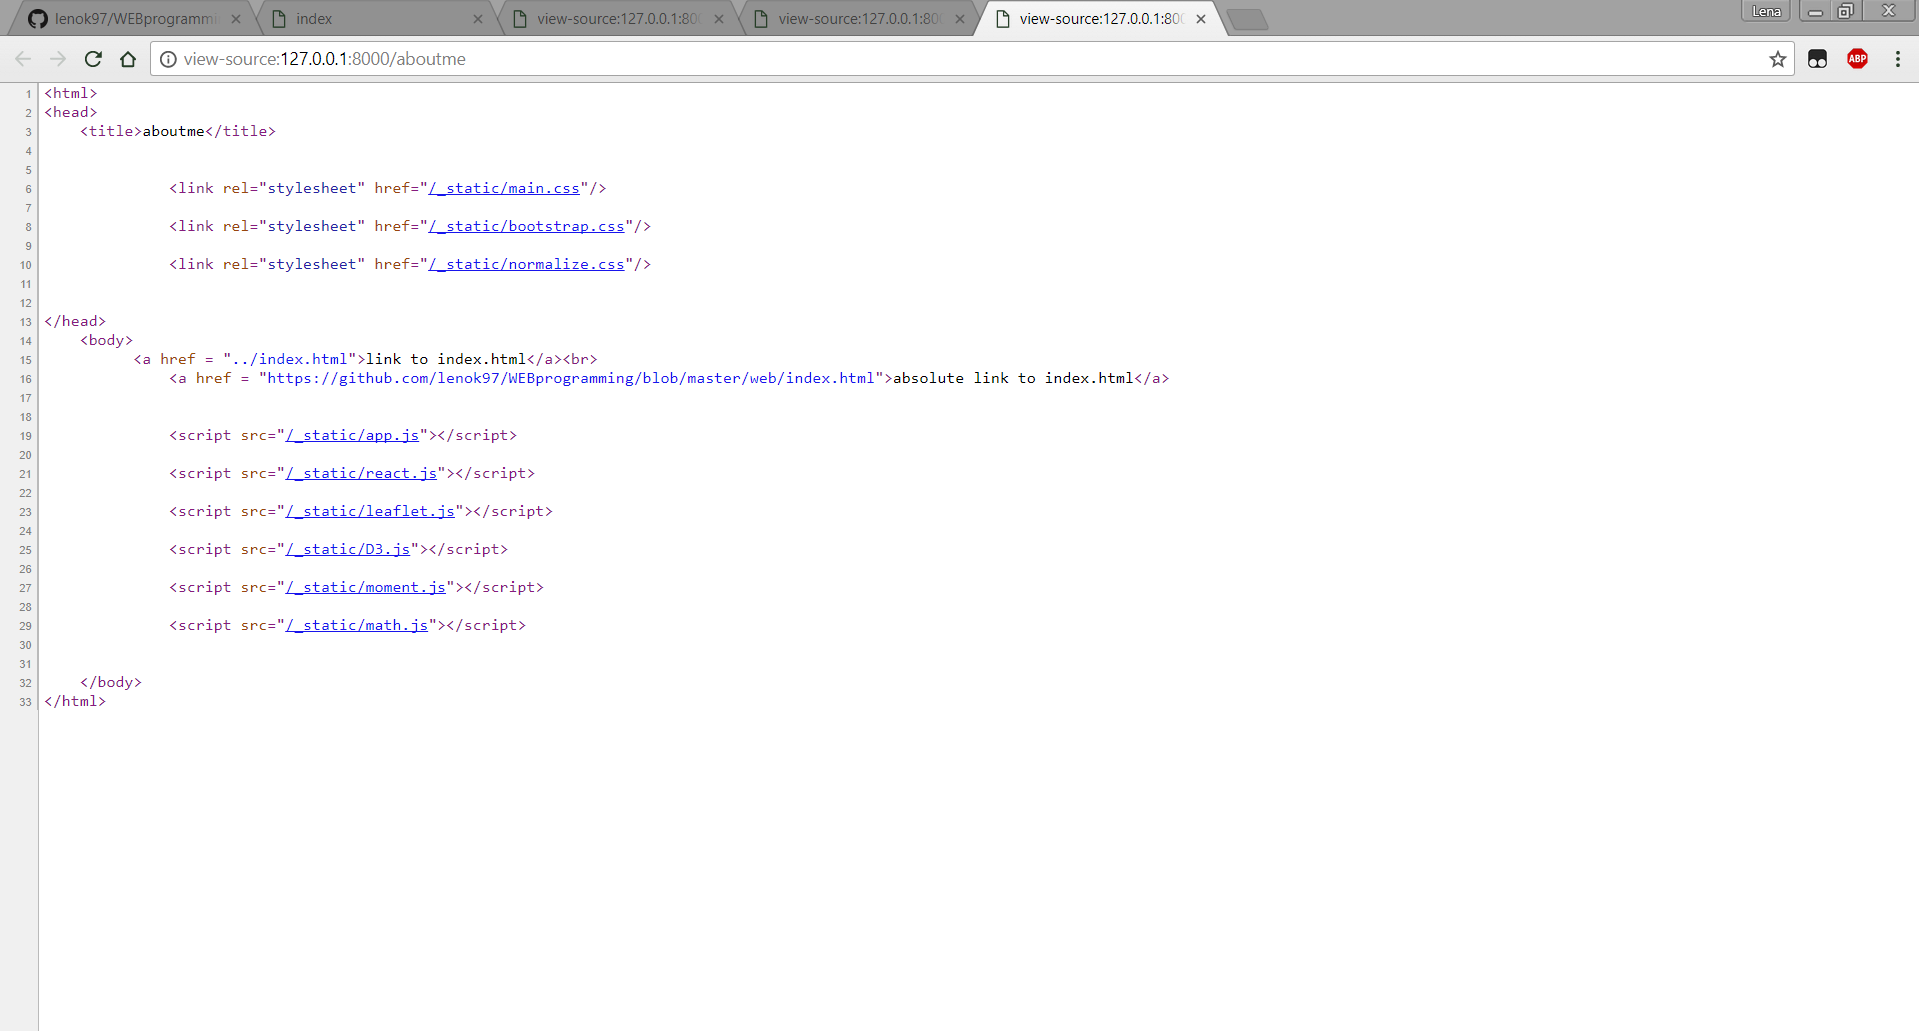 lenok97/WEBprogrammi
index
view-source:127.0.0.1:80
view-source:127.0.0.1:80
view-source:127.0.0.1:800
Lena
view-source:127.0.0.1:8000/aboutme
ABP
1 <html>
2 <head>
3 <title>aboutme</title>
4
5
6 <link rel="stylesheet" href="/_static/main.css"/>
7
8 <link rel="stylesheet" href="/_static/bootstrap.css"/>
9
10 <link rel="stylesheet" href="/_static/normalize.css"/>
11
12
13 </head>
14 <body>
15 <a href = "../index.html">link to index.html</a><br>
16 <a href = "https://github.com/lenok97/WEBprogramming/blob/master/web/index.html">absolute link to index.html</a>
17
18
19 <script src="/_static/app.js"></script>
20
21 <script src="/_static/react.js"></script>
22
23 <script src="/_static/leaflet.js"></script>
24
25 <script src="/_static/D3.js"></script>
26
27 <script src="/_static/moment.js"></script>
28
29 <script src="/_static/math.js"></script>
30
31
32 </body>
33 </html>